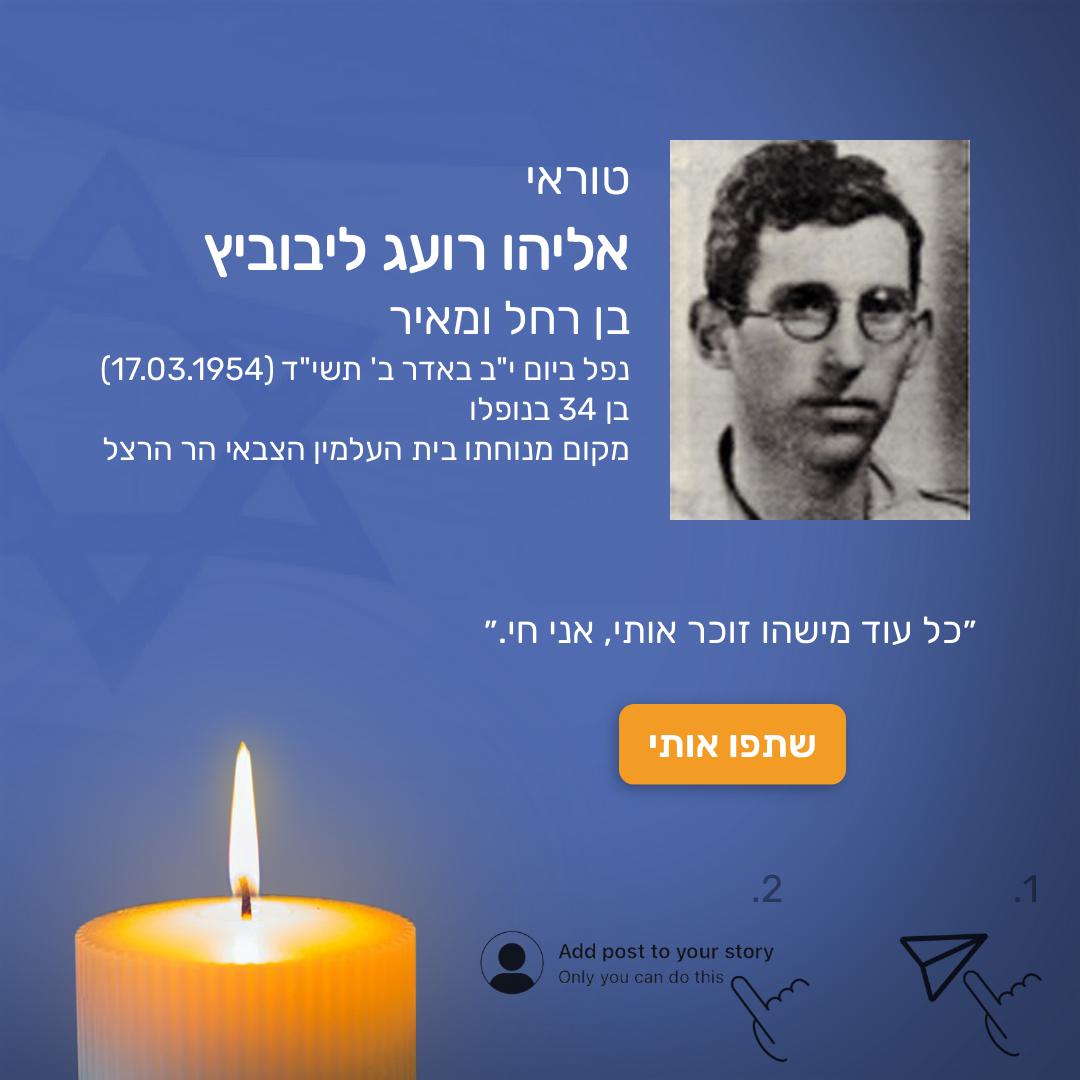 טוראי
אליהו רועג ליבוביץ
בן רחל ומאיר
נפל ביום י"ב באדר ב' תשי"ד (17.03.1954)
בן 34 בנופלו
מקום מנוחתו בית העלמין הצבאי הר הרצל
״כל עוד מישהו זוכר אותי, אני חי.״
שתפו אותי
.1
.2
Add post to your story
Only you can do this